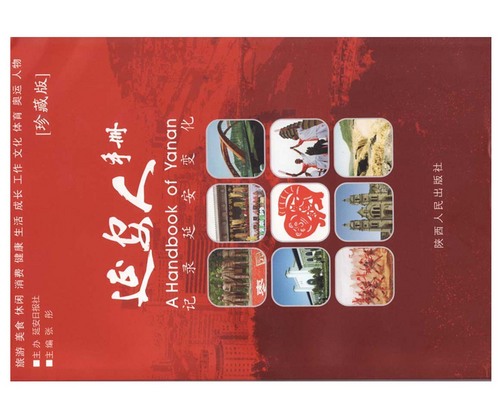 旅游 美食 休闲 消费 健康 生活 成长 工作 文化 体育 奥运 人物
■主办 延安日报社
■主编 张彤
[珍藏版]
延安人手册
A Handbook of Yanan
记录延安变化
陕西人民出版社